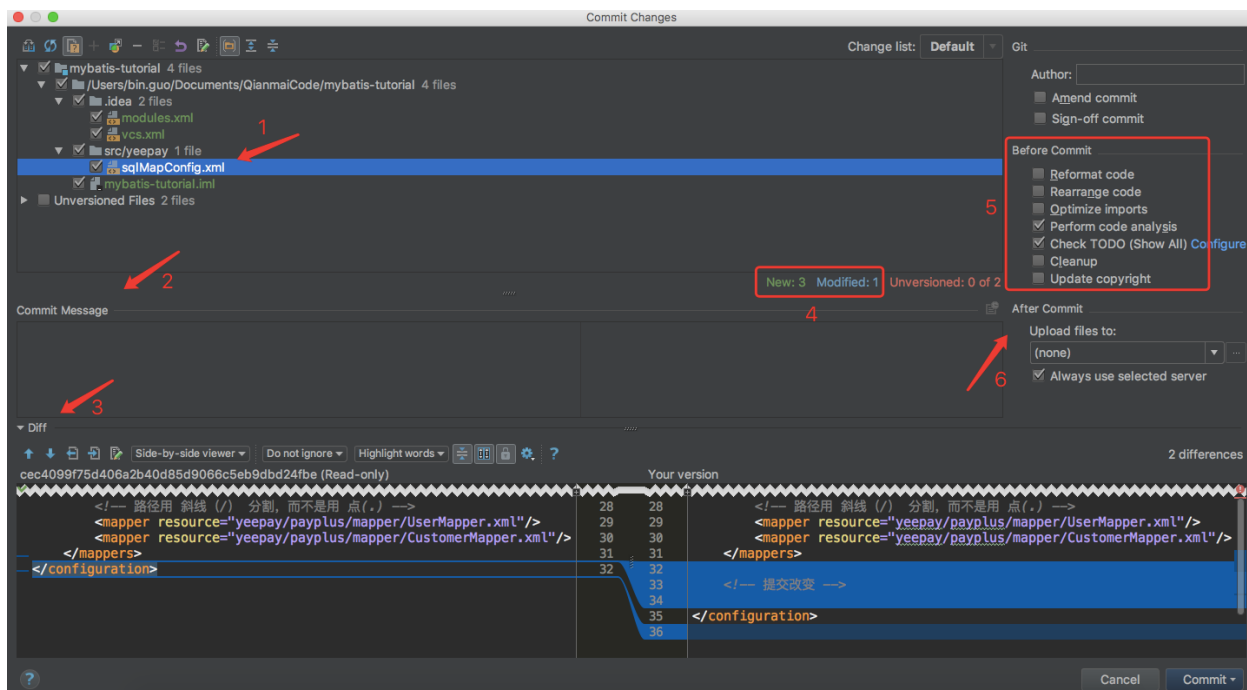 Commit Changes
Change list: Default
mybatis-tutorial 4 files
/Users/bin.guo/Documents/QianmaiCode/mybatis-tutorial 4 files
.idea 2 files
modules.xml
vcs.xml
1
src/yeepay 1 file
sqlMapConfig.xml
mybatis-tutorial.iml
Unversioned Files 2 files
2
New: 3 Modified: 1 Unversioned: 0 of 2
4
Git
Author:
Amend commit
Sign-off commit
Before Commit
Reformat code
Rearrange code
Optimize imports
Perform code analysis
Check TODO (Show All) Configure
Cleanup
Update copyright
5
After Commit
Upload files to:
(none)
Always use selected server
6
Commit Message
3
Diff
Side-by-side viewer Do not ignore Highlight words ? 2 differences
cec4099f75d406a2b40d85d9066c5eb9dbd24fbe (Read-only) Your version
<!-- 路径用 斜线 (/) 分割, 而不是用 点(.) --> 28 28 <!-- 路径用 斜线 (/) 分割, 而不是用 点(.) -->
<mapper resource="yeepay/payplus/mapper/UserMapper.xml"/> 29 29 <mapper resource="yeepay/payplus/mapper/UserMapper.xml"/>
<mapper resource="yeepay/payplus/mapper/CustomerMapper.xml"/> 30 30 <mapper resource="yeepay/payplus/mapper/CustomerMapper.xml"/>
</mappers> 31 31 </mappers>
</configuration> 32 32
33 <!-- 提交改变 -->
34
35 </configuration>
36
? Cancel Commit